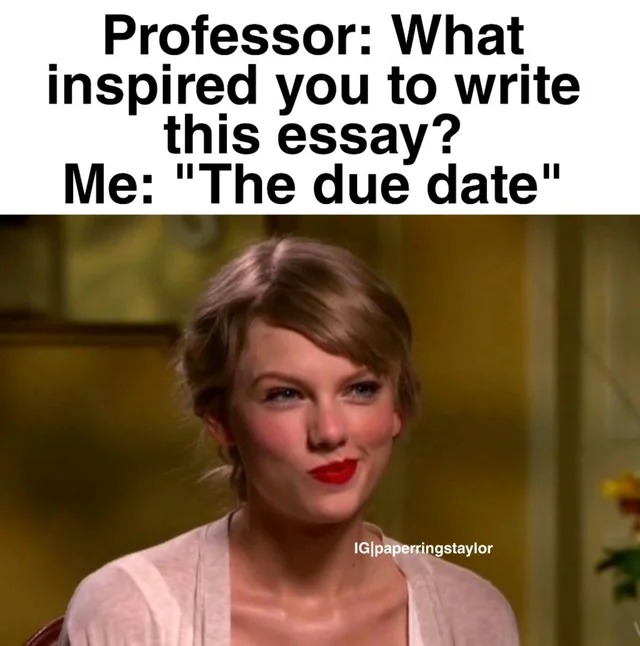 Professor: What
inspired you to write
this essay?
Me: "The due date"
IG|paperringstaylor